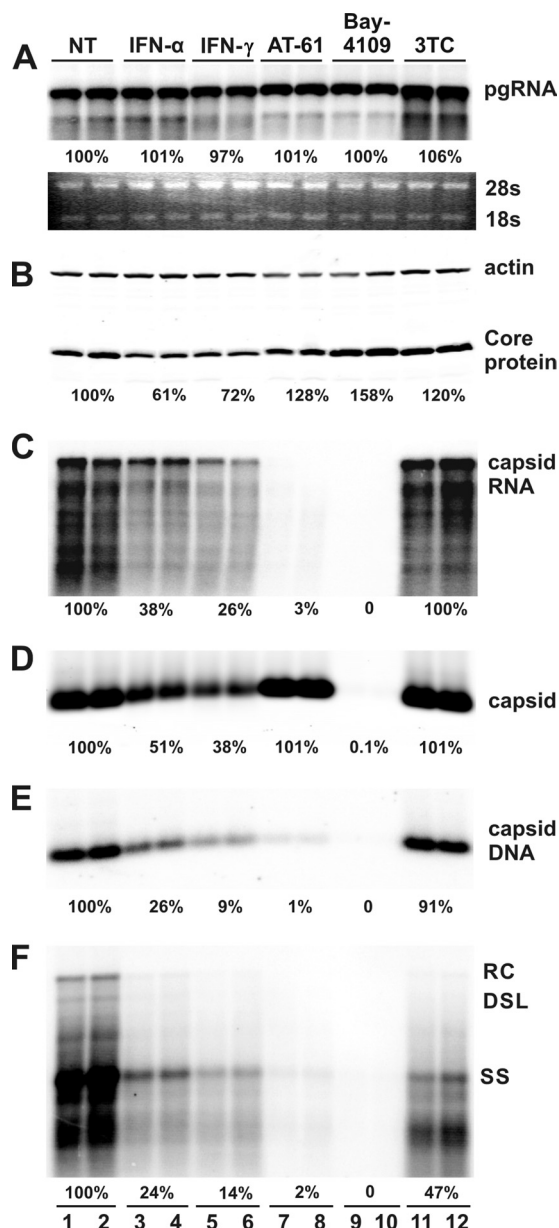 Bay-
NT IFN-α IFN-γ AT-61 4109 3TC
A
pgRNA
100% 101% 97% 101% 100% 106%
28s
18s
B
actin
Core
protein
100% 61% 72% 128% 158% 120%
C
capsid
RNA
100% 38% 26% 3% 0 100%
D
capsid
100% 51% 38% 101% 0.1% 101%
E
capsid
DNA
100% 26% 9% 1% 0 91%
F
RC
DSL
SS
100% 24% 14% 2% 0 47%
1 2 3 4 5 6 7 8 9 10 11 12